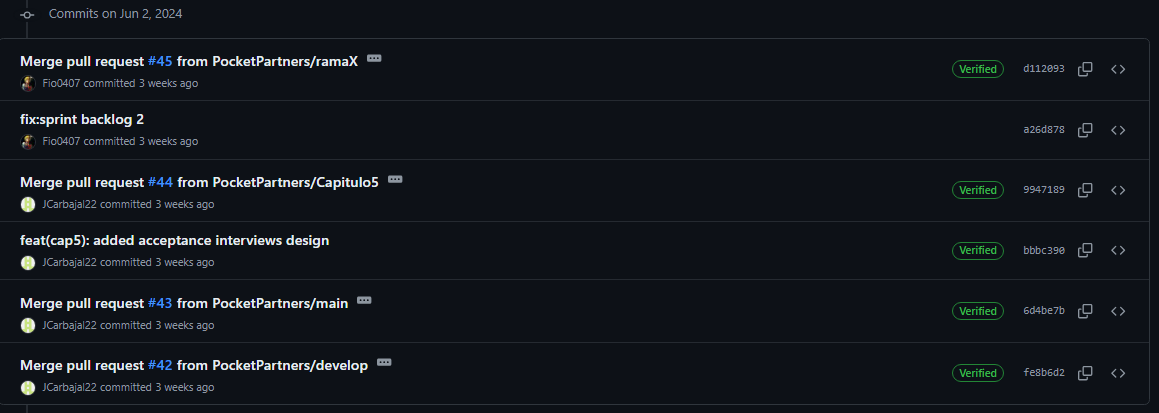 Commits on Jun 2, 2024
Merge pull request #45 from PocketPartners/ramaX
Fio0407 committed 3 weeks ago
Verified
d112093
fix:sprint backlog 2
Fio0407 committed 3 weeks ago
a26d878
Merge pull request #44 from PocketPartners/Capitulo5
JCarbajal22 committed 3 weeks ago
Verified
9947189
feat(cap5): added acceptance interviews design
JCarbajal22 committed 3 weeks ago
Verified
bbbc390
Merge pull request #43 from PocketPartners/main
JCarbajal22 committed 3 weeks ago
Verified
6d4be7b
Merge pull request #42 from PocketPartners/develop
JCarbajal22 committed 3 weeks ago
Verified
fe8b6d2